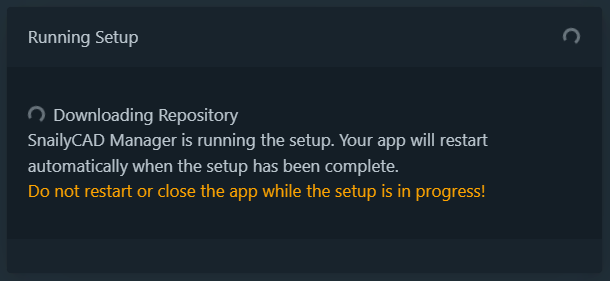 Running Setup
Downloading Repository
SnailyCAD Manager is running the setup. Your app will restart
automatically when the setup has been complete.
Do not restart or close the app while the setup is in progress!